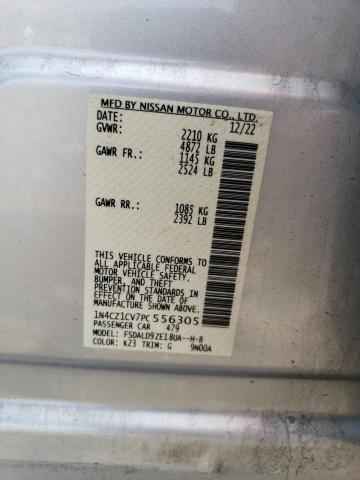 MFD BY NISSAN MOTOR CO., LTD.
DATE: 12/22
GVWR: 2210 KG
4872 LB
GAWR FR.: 1145 KG
2524 LB
GAWR RR.: 1085 KG
2392 LB
THIS VEHICLE CONFORMS TO ALL
APPLICABLE FEDERAL
MOTOR VEHICLE SAFETY,
BUMPER, AND THEFT
PREVENTION STANDARDS
IN EFFECT ON THE DATE OF
MANUFACTURE SHOWN ABOVE.
1N4CZ1CV7PC556305
PASSENGER CAR 479
MODEL: FSDALD9ZE18UA--H-B
COLOR: K23 TRIM: G 9N00A